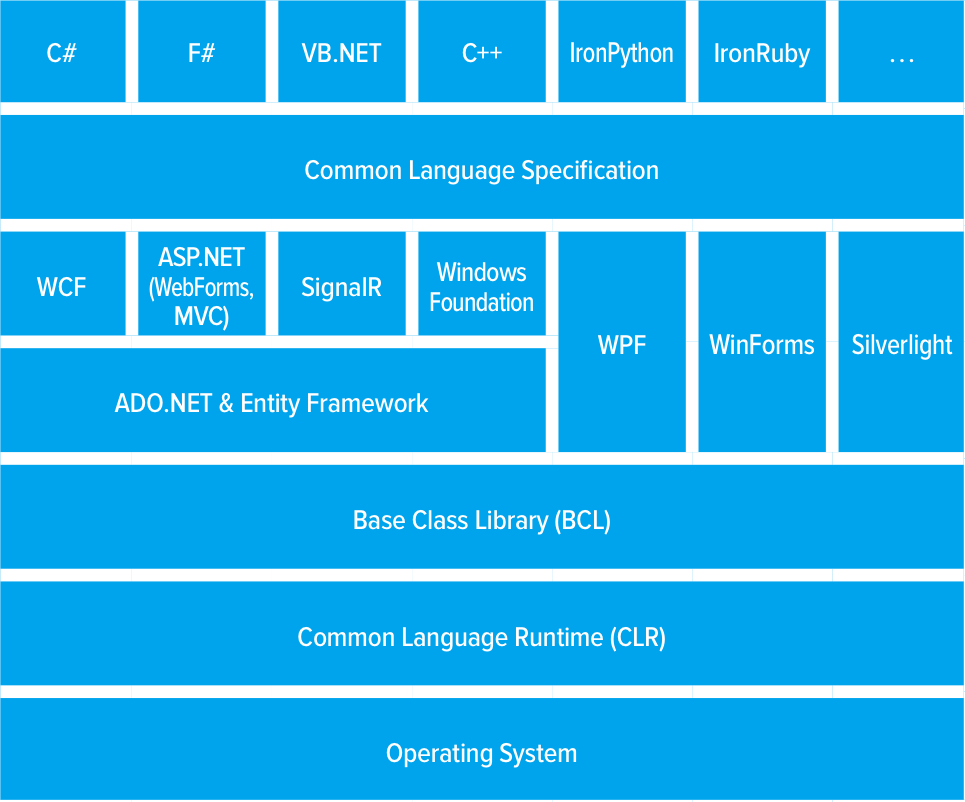 C#
F#
VB.NET
C++
IronPython
IronRuby
...
Common Language Specification
WCF
ASP.NET
(WebForms,
MVC)
SignalR
Windows
Foundation
WPF
WinForms
Silverlight
ADO.NET & Entity Framework
Base Class Library (BCL)
Common Language Runtime (CLR)
Operating System